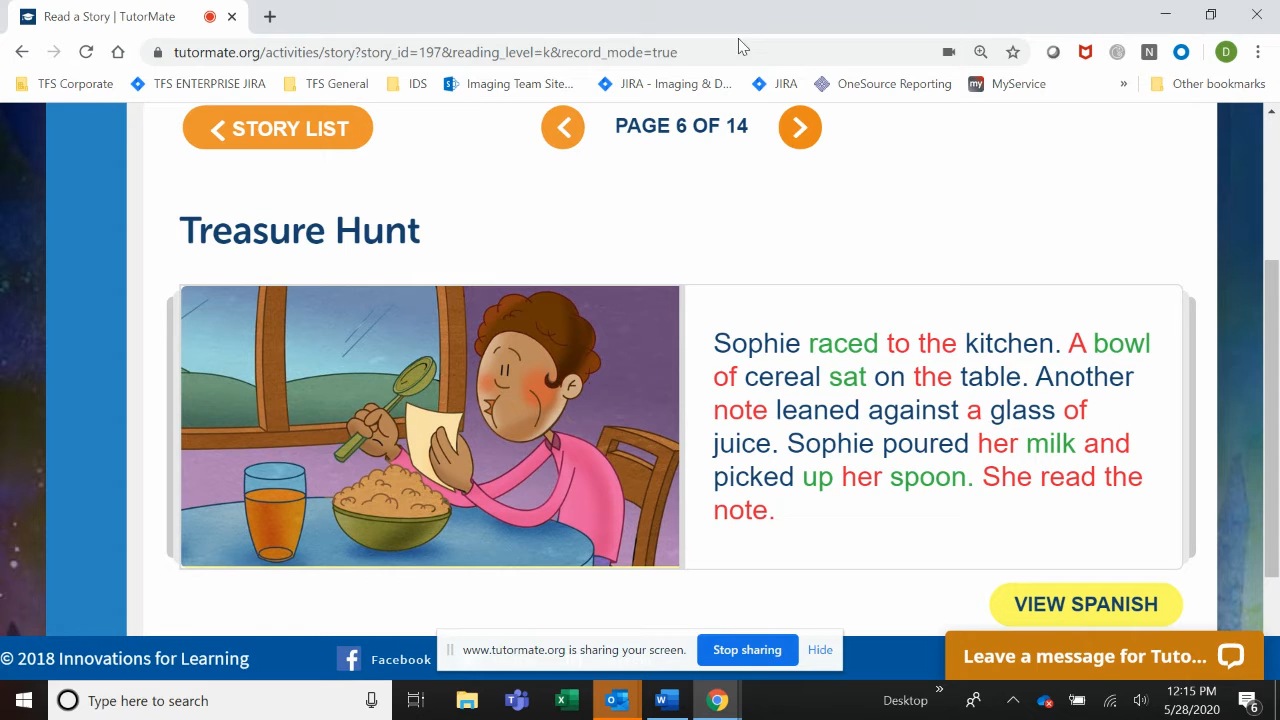 Read a Story | TutorMate
tutormate.org/activities/story?story_id=197&reading_level=k&record_mode=true
N
D
TFS Corporate
TFS ENTERPRISE JIRA
TFS General
IDS
Imaging Team Site...
JIRA - Imaging & D...
JIRA
OneSource Reporting
my
MyService
»
Other bookmarks
STORY LIST
PAGE 6 OF 14
Treasure Hunt
Sophie raced to the kitchen. A bowl
of cereal sat on the table. Another
note leaned against a glass of
juice. Sophie poured her milk and
picked up her spoon. She read the
note.
VIEW SPANISH
© 2018 Innovations for Learning
Facebook
www.tutormate.org is sharing your screen.
Stop sharing
Hide
Leave a message for Tuto...
Type here to search
Desktop
»
12:15 PM
5/28/2020
6